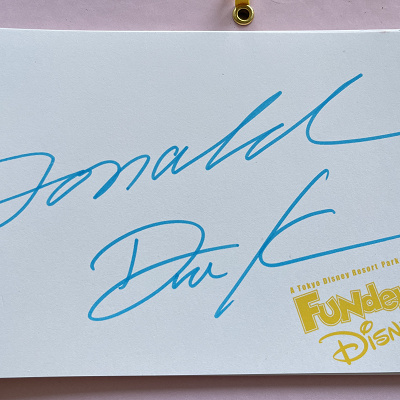 Donald
Duck
A Tokyo Disney Resort Park
FUNder
Disn